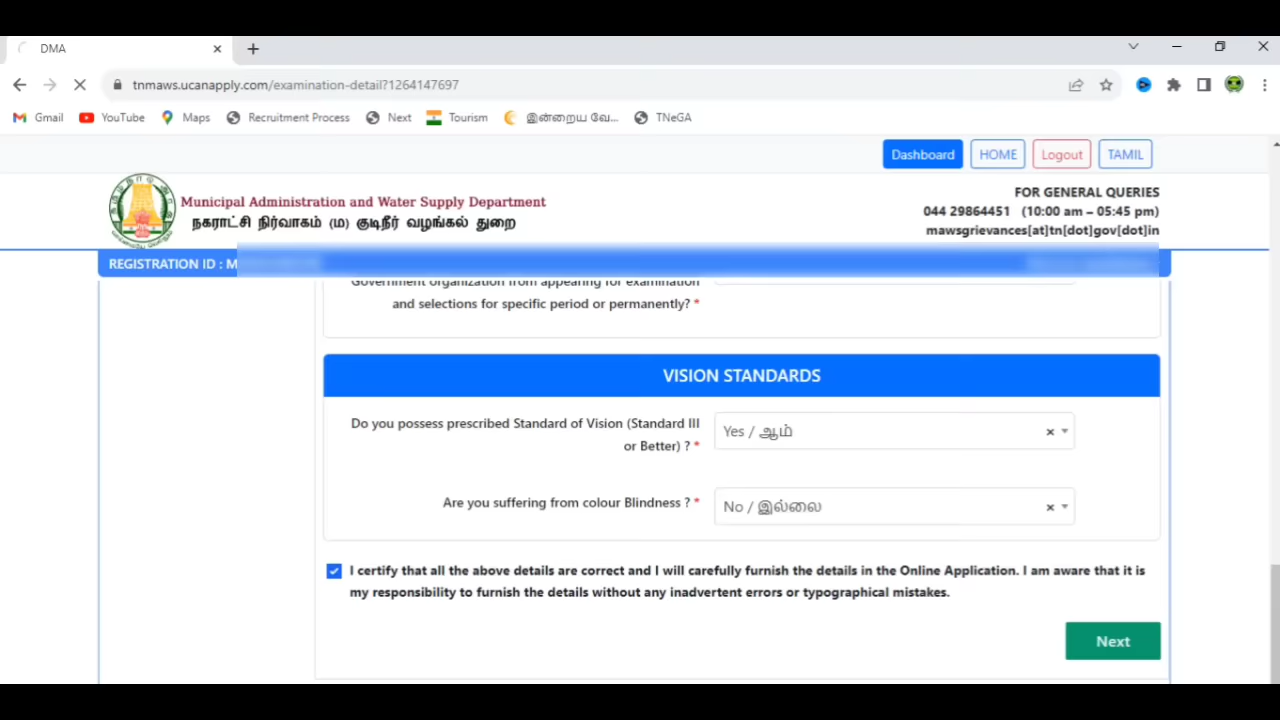 DMA
tnmaws.ucanapply.com/examination-detail?1264147697
Gmail YouTube Maps Recruitment Process Next Tourism இன்றைய வே... TNeGA
Dashboard HOME Logout TAMIL
Municipal Administration and Water Supply Department
நகராட்சி நிர்வாகம் (ம) குடிநீர் வழங்கல் துறை
FOR GENERAL QUERIES
044 29864451 (10:00 am – 05:45 pm)
mawsgrievances[at]tn[dot]gov[dot]in
REGISTRATION ID : M
Government organization from appearing for examination
and selections for specific period or permanently? *
VISION STANDARDS
Do you possess prescribed Standard of Vision (Standard III
or Better) ? *
Yes / ஆம்
Are you suffering from colour Blindness ? *
No / இல்லை
I certify that all the above details are correct and I will carefully furnish the details in the Online Application. I am aware that it is
my responsibility to furnish the details without any inadvertent errors or typographical mistakes.
Next